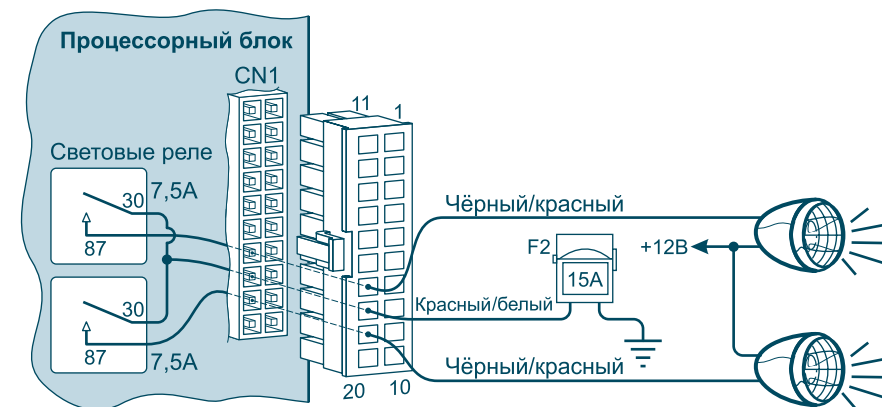 Процессорный блок
CN1
11
1
Световые реле
30
7,5А
87
30
87
7,5А
Чёрный/красный
F2
15А
+12В
Красный/белый
Чёрный/красный
20
10